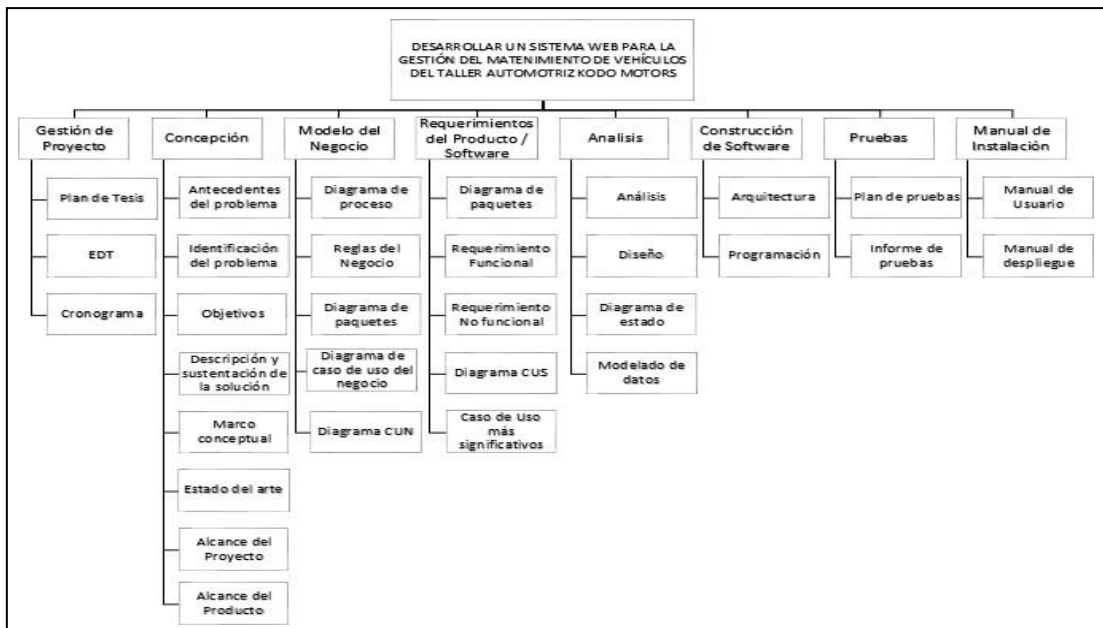 DESARROLLAR UN SISTEMA WEB PARA LA
GESTIÓN DEL MATENIMIENTO DE VEHÍCULOS
DEL TALLER AUTOMOTRIZ KODO MOTORS
Gestión de
Proyecto
Plan de Tesis
EDT
Cronograma
Concepción
Antecedentes
del problema
Identificación
del problema
Objetivos
Descripción y
sustentación de
la solución
Marco
conceptual
Estado del arte
Alcance del
Proyecto
Alcance del
Producto
Modelo del
Negocio
Diagrama de
proceso
Reglas del
Negocio
Diagrama de
paquetes
Diagrama de
caso de uso del
negocio
Diagrama CUN
Requerimientos
del Producto /
Software
Diagrama de
paquetes
Requerimiento
Funcional
Requerimiento
No funcional
Diagrama CUS
Caso de Uso
más
significativos
Analisis
Análisis
Diseño
Diagrama de
estado
Modelado de
datos
Construcción
de Software
Arquitectura
Programación
Pruebas
Plan de pruebas
Informe de
pruebas
Manual de
Instalación
Manual de
Usuario
Manual de
despliegue